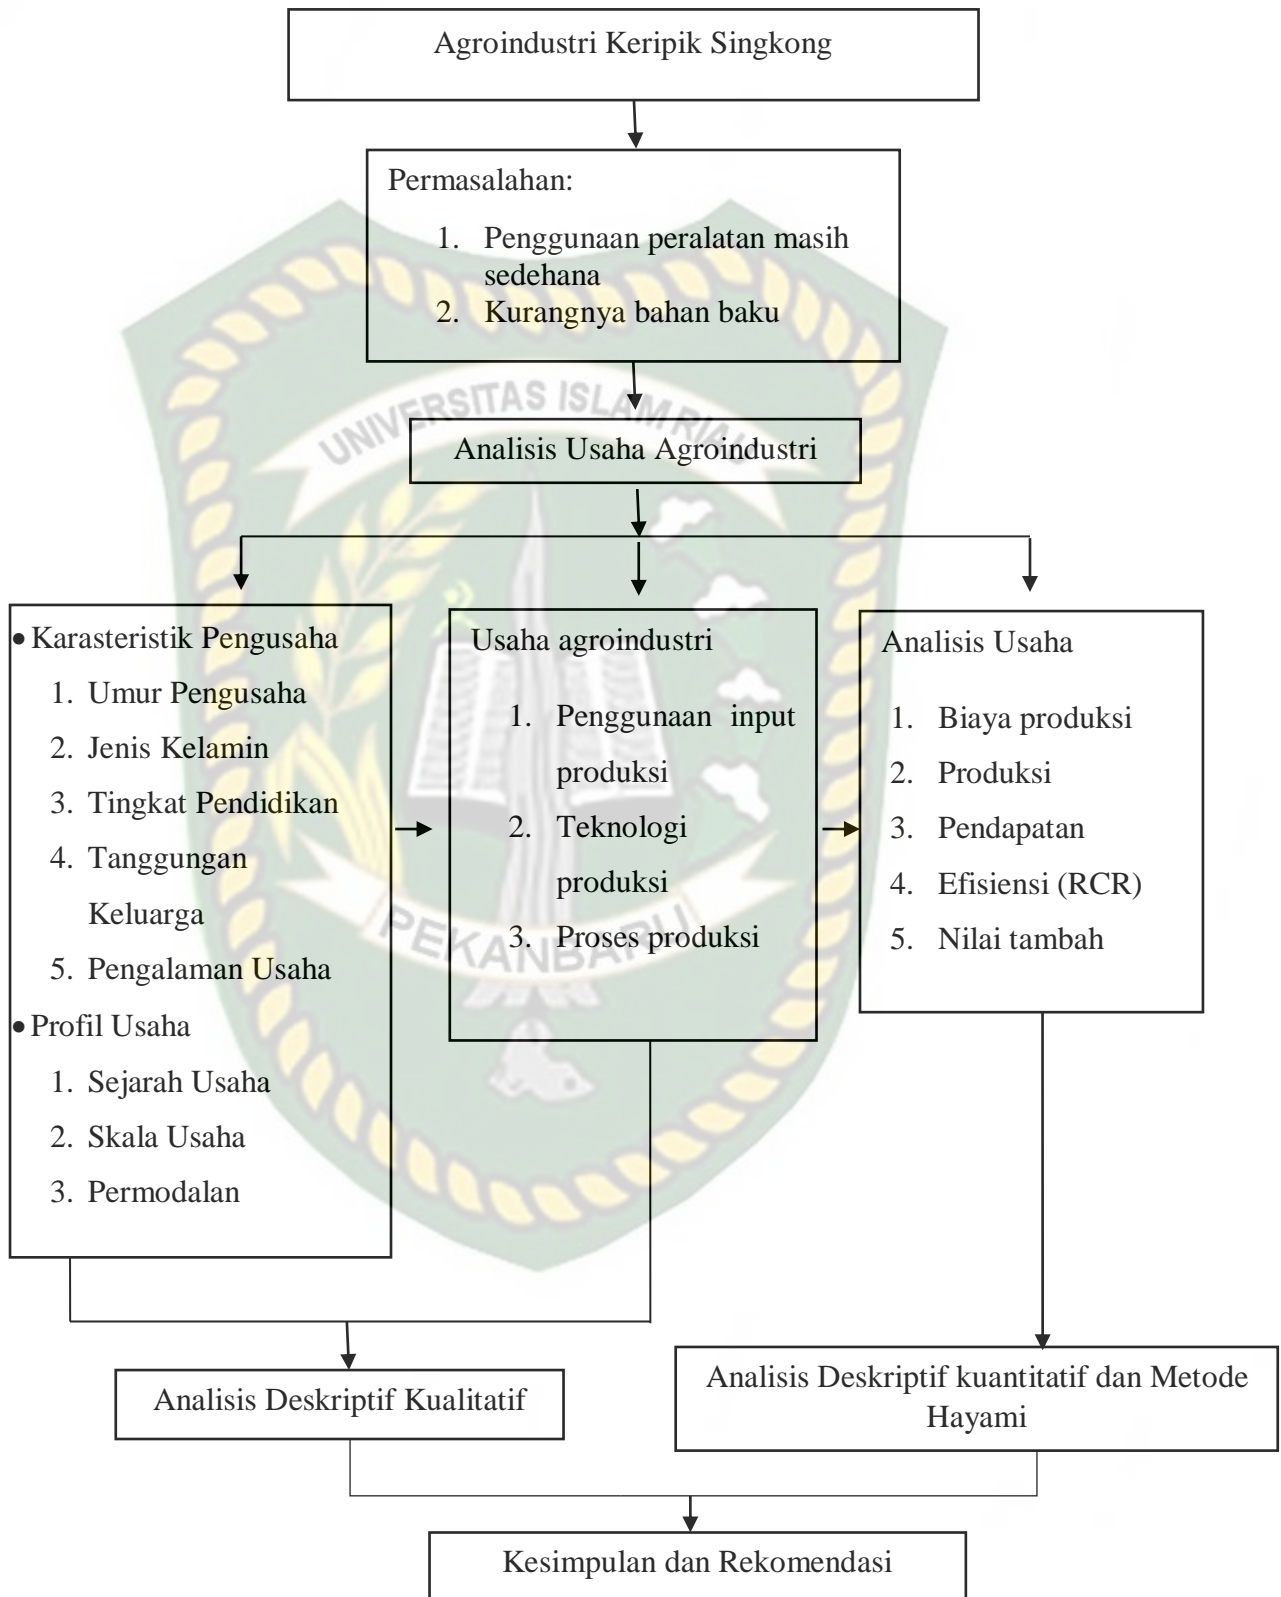 Agroindustri Keripik Singkong
Permasalahan:
1. Penggunaan peralatan masih
sedehana
2. Kurangnya bahan baku
UNIVERSITAS ISLAM RIAU
Analisis Usaha Agroindustri
• Karasteristik Pengusaha
1. Umur Pengusaha
2. Jenis Kelamin
3. Tingkat Pendidikan
4. Tanggungan
Keluarga
5. Pengalaman Usaha
• Profil Usaha
1. Sejarah Usaha
2. Skala Usaha
3. Permodalan
Usaha agroindustri
1. Penggunaan input
produksi
2. Teknologi
produksi
3. Proses produksi
PEKANBARU
Analisis Usaha
1. Biaya produksi
2. Produksi
3. Pendapatan
4. Efisiensi (RCR)
5. Nilai tambah
Analisis Deskriptif Kualitatif
Analisis Deskriptif kuantitatif dan Metode
Hayami
Kesimpulan dan Rekomendasi